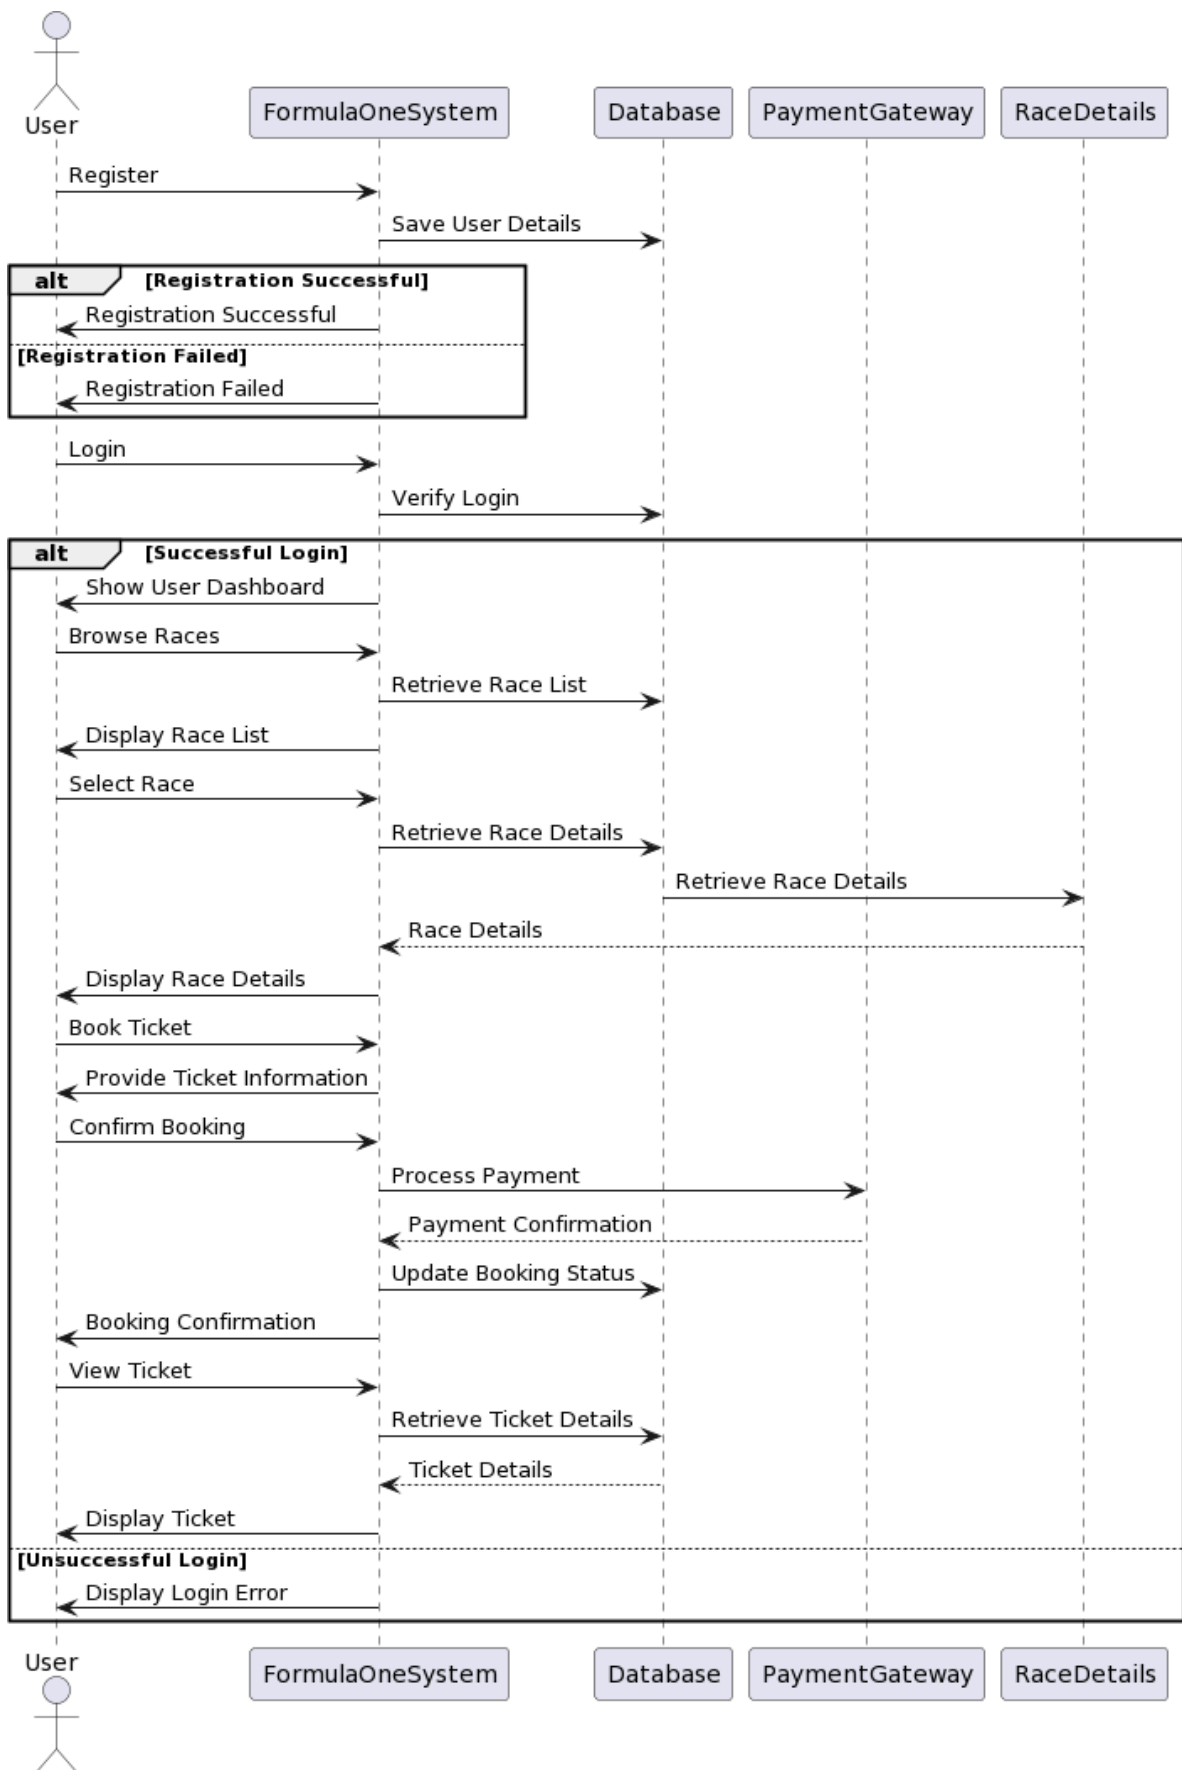 User
FormulaOneSystem
Database
PaymentGateway
RaceDetails
Register
Save User Details
alt
[Registration Successful]
Registration Successful
[Registration Failed]
Registration Failed
Login
Verify Login
alt
[Successful Login]
Show User Dashboard
Browse Races
Retrieve Race List
Display Race List
Select Race
Retrieve Race Details
Retrieve Race Details
Race Details
Display Race Details
Book Ticket
Provide Ticket Information
Confirm Booking
Process Payment
Payment Confirmation
Update Booking Status
Booking Confirmation
View Ticket
Retrieve Ticket Details
Ticket Details
Display Ticket
[Unsuccessful Login]
Display Login Error
User
FormulaOneSystem
Database
PaymentGateway
RaceDetails